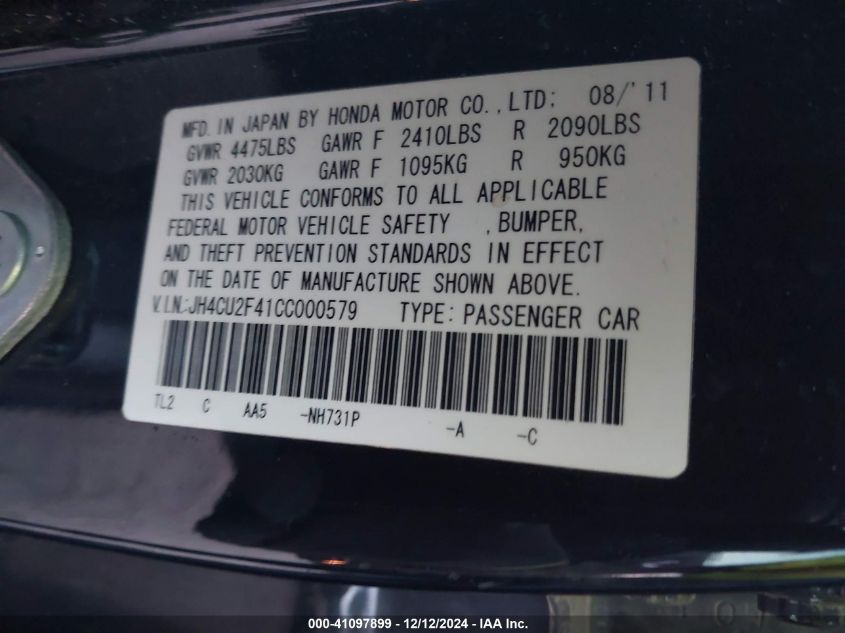 MFD. IN JAPAN BY HONDA MOTOR CO.,LTD: 08/'11
GVWR 4475LBS GAWR F 2410LBS R 2090LBS
GVWR 2030KG GAWR F 1095KG R 950KG
THIS VEHICLE CONFORMS TO ALL APPLICABLE
FEDERAL MOTOR VEHICLE SAFETY , BUMPER,
AND THEFT PREVENTION STANDARDS IN EFFECT
ON THE DATE OF MANUFACTURE SHOWN ABOVE.
V.I.N.:JH4CU2F41CC000579 TYPE: PASSENGER CAR
TL2 C AA5 -NH731P -A -C
000-41097899 - 12/12/2024 - IAA Inc.